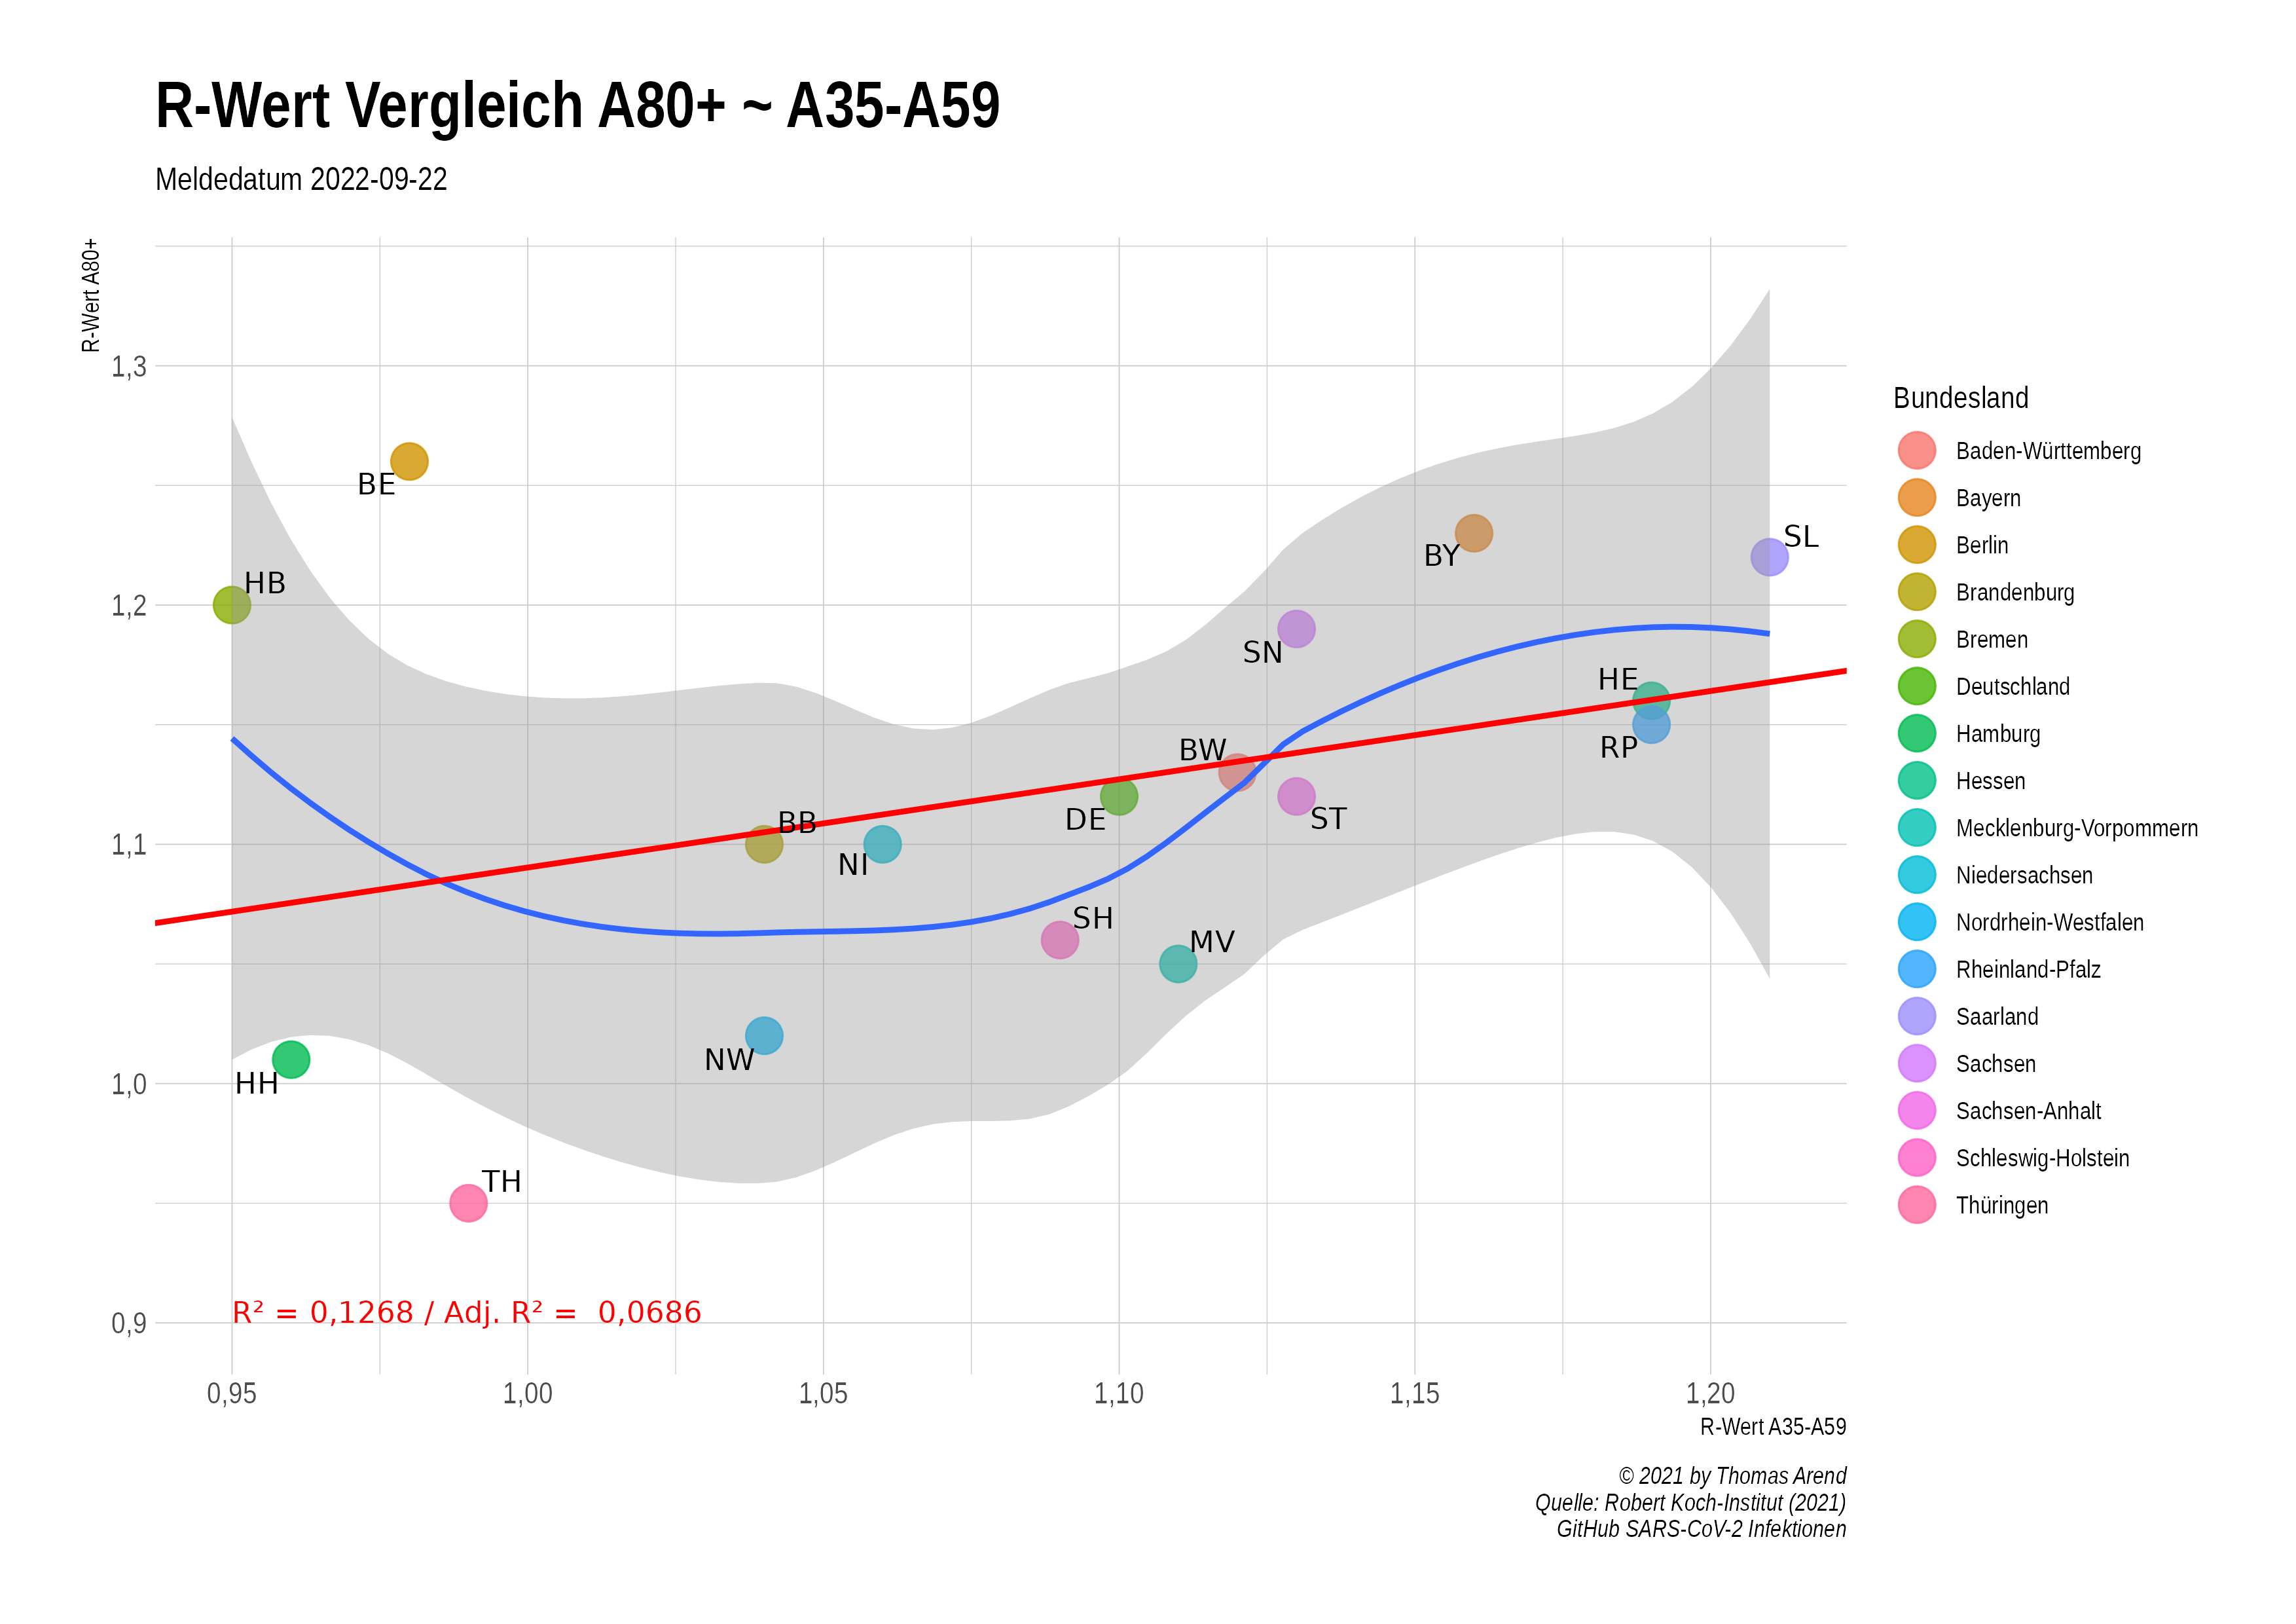 R-Wert Vergleich A80+ ~ A35-A59
Meldedatum 2022-09-22
R-Wert A80+
1,3
1,2
1,1
1,0
0,9
BE
HB
BY
SL
SN
HE
RP
BW
BB
DE
ST
NI
SH
MV
NW
HH
TH
R² = 0,1268 / Adj. R² =  0,0686
0,95
1,00
1,05
1,10
1,15
1,20
R-Wert A35-A59
Bundesland
Baden-Württemberg
Bayern
Berlin
Brandenburg
Bremen
Deutschland
Hamburg
Hessen
Mecklenburg-Vorpommern
Niedersachsen
Nordrhein-Westfalen
Rheinland-Pfalz
Saarland
Sachsen
Sachsen-Anhalt
Schleswig-Holstein
Thüringen
© 2021 by Thomas Arend
Quelle: Robert Koch-Institut (2021)
GitHub SARS-CoV-2 Infektionen